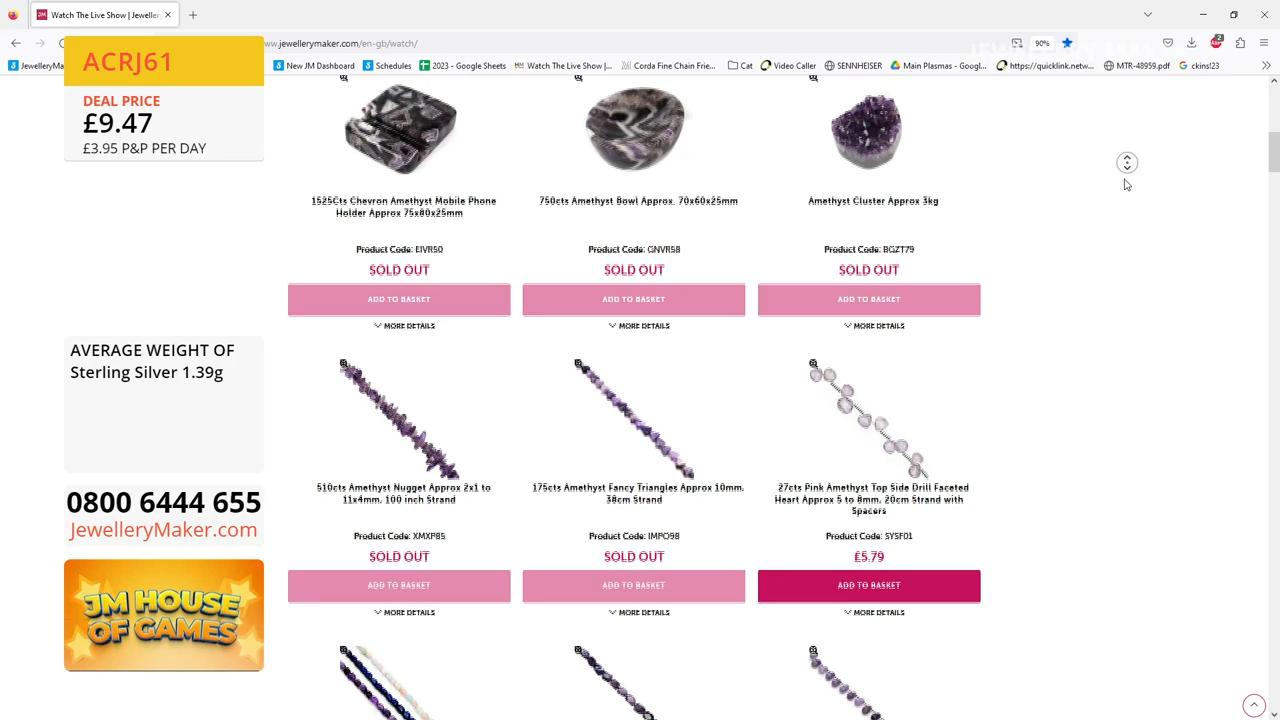 Watch The Live Show | Jeweller
ww.jewellerymaker.com/en-gb/watch/
90%
2
JewelleryMa
New JM Dashboard
Schedules
2023 - Google Sheets
Watch The Live Show |...
Corda Fine Chain Frie...
Cat
Video Caller
SENNHEISER
Main Plasmas - Googl...
https://quicklink.netw...
MTR-48959.pdf
ckins23
ACRJ61
DEAL PRICE
£9.47
£3.95 P&P PER DAY
AVERAGE WEIGHT OF
Sterling Silver 1.39g
0800 6444 655
JewelleryMaker.com
JM HOUSE
OF GAMES
1525Cts Chevron Amethyst Mobile Phone
Holder Approx 75x80x25mm
Product Code: EIVR50
SOLD OUT
ADD TO BASKET
MORE DETAILS
750cts Amethyst Bowl Approx. 70x60x25mm
Product Code: GNVR58
SOLD OUT
ADD TO BASKET
MORE DETAILS
Amethyst Cluster Approx 3kg
Product Code: BGZT79
SOLD OUT
ADD TO BASKET
MORE DETAILS
510cts Amethyst Nugget Approx 2x1 to
11x4mm, 100 inch Strand
Product Code: XMXP85
SOLD OUT
ADD TO BASKET
MORE DETAILS
175cts Amethyst Fancy Triangles Approx 10mm,
38cm Strand
Product Code: IMPO98
SOLD OUT
ADD TO BASKET
MORE DETAILS
27cts Pink Amethyst Top Side Drill Faceted
Heart Approx 5 to 8mm, 20cm Strand with
Spacers
Product Code: SYSF01
£5.79
ADD TO BASKET
MORE DETAILS